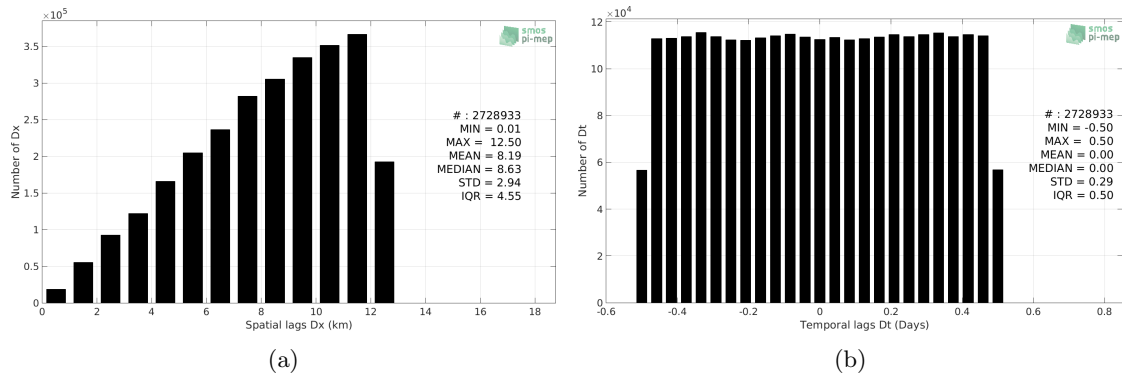 ×10⁵
smos
pi-mep
3.5
3
2.5
2
1.5
1
0.5
0
Number of Dx
# : 2728933
MIN = 0.01
MAX = 12.50
MEAN = 8.19
MEDIAN = 8.63
STD = 2.94
IQR = 4.55
0 2 4 6 8 10 12 14 16 18
Spatial lags Dx (km)
(a)
×10⁴
smos
pi-mep
12
10
8
6
4
2
0
Number of Dt
# : 2728933
MIN = -0.50
MAX = 0.50
MEAN = 0.00
MEDIAN = 0.00
STD = 0.29
IQR = 0.50
-0.6 -0.4 -0.2 0 0.2 0.4 0.6 0.8
Temporal lags Dt (Days)
(b)